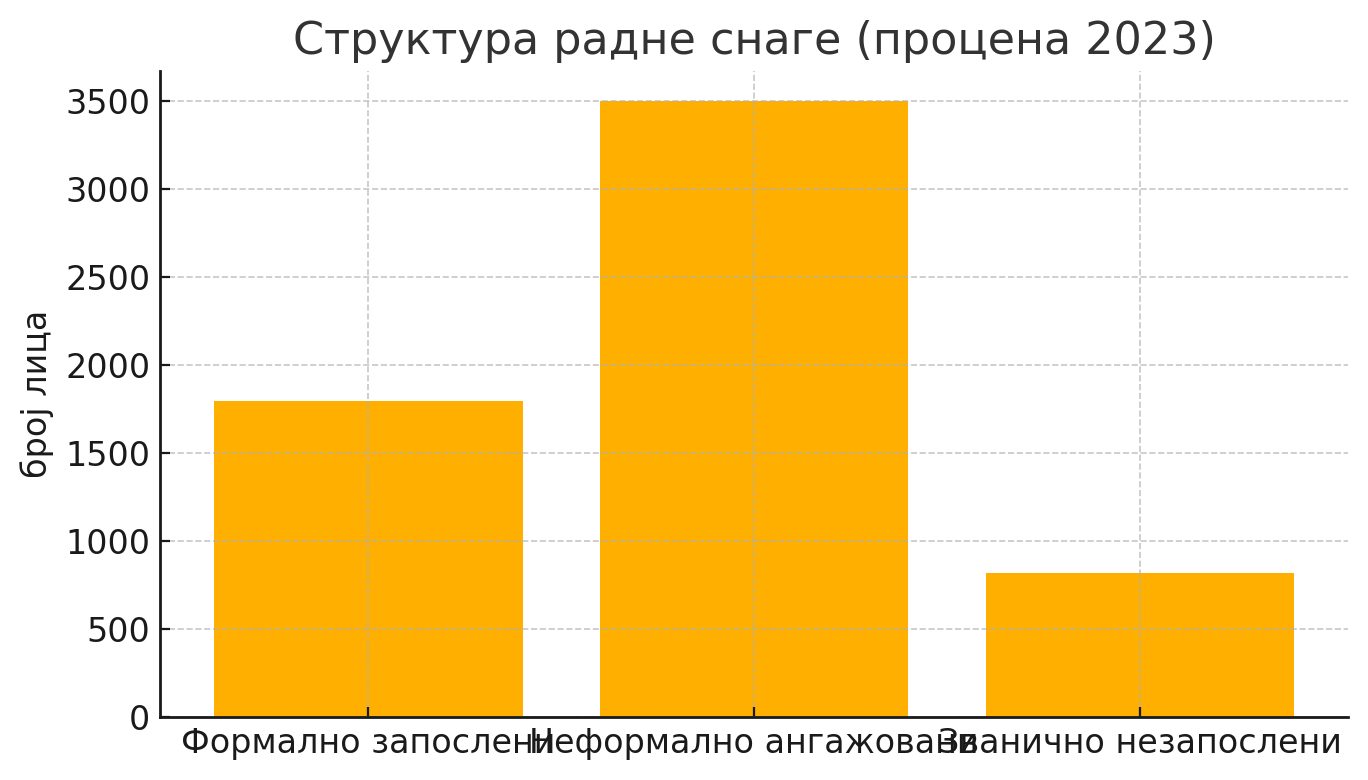 Структура радне снаге (процена 2023)
број лица
3500
3000
2500
2000
1500
1000
500
0
Формално запослени Неформално ангажовани Званично незапослени